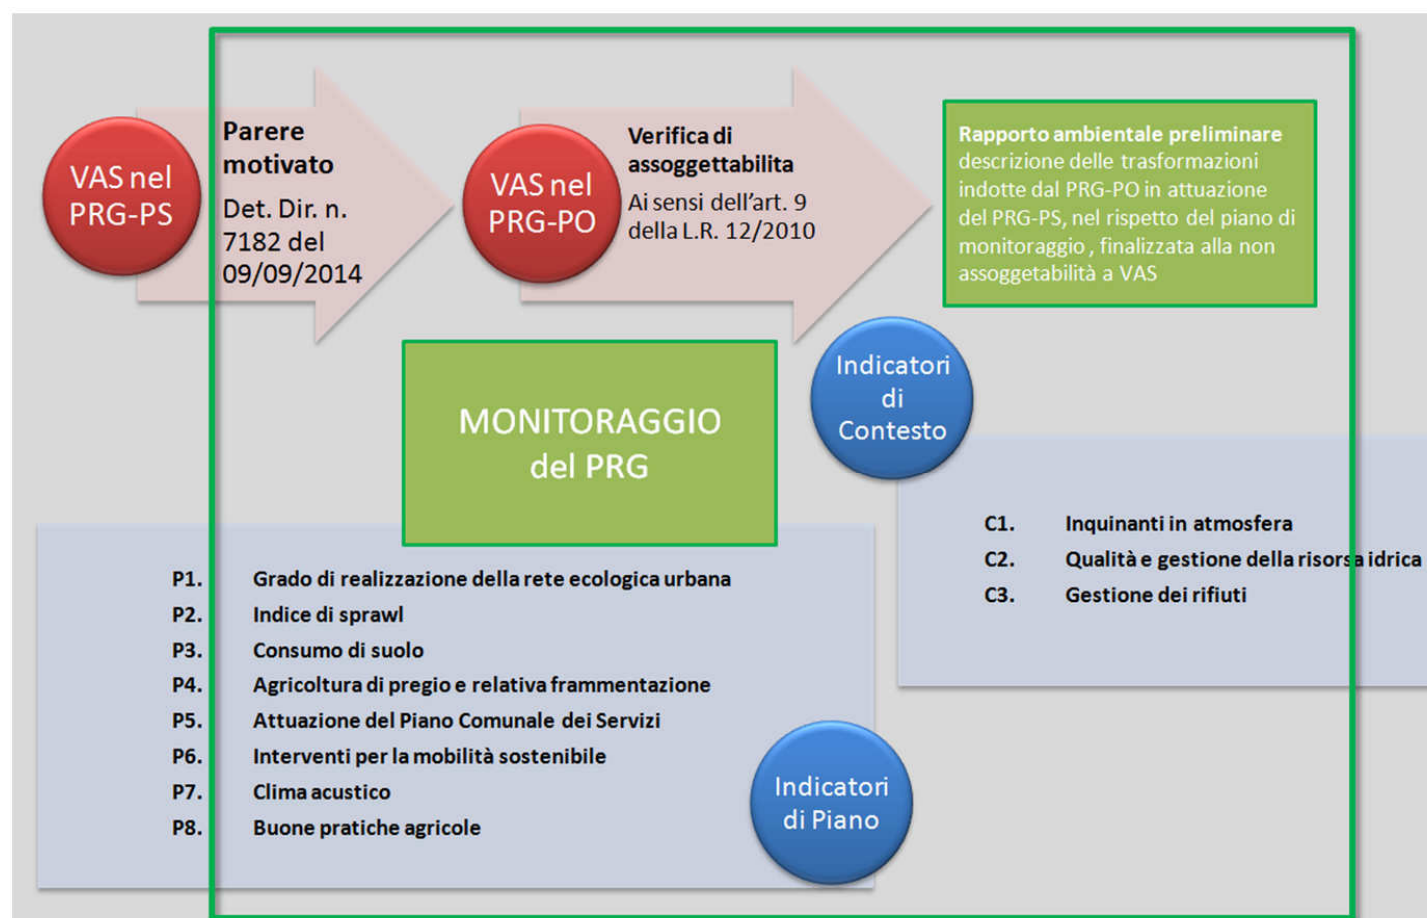 VAS nel
PRG-PS
Parere
motivato
Det. Dir. n.
7182 del
09/09/2014
VAS nel
PRG-PO
Verifica di
assoggettabilita
Ai sensi dell'art. 9
della L.R. 12/2010
Rapporto ambientale preliminare
descrizione delle trasformazioni
indotte dal PRG-PO in attuazione
del PRG-PS, nel rispetto del piano di
monitoraggio , finalizzata alla non
assoggetabilità a VAS
MONITORAGGIO
del PRG
Indicatori
di
Contesto
C1. Inquinanti in atmosfera
C2. Qualità e gestione della risorsa idrica
C3. Gestione dei rifiuti
P1. Grado di realizzazione della rete ecologica urbana
P2. Indice di sprawl
P3. Consumo di suolo
P4. Agricoltura di pregio e relativa frammentazione
P5. Attuazione del Piano Comunale dei Servizi
P6. Interventi per la mobilità sostenibile
P7. Clima acustico
P8. Buone pratiche agricole
Indicatori
di Piano